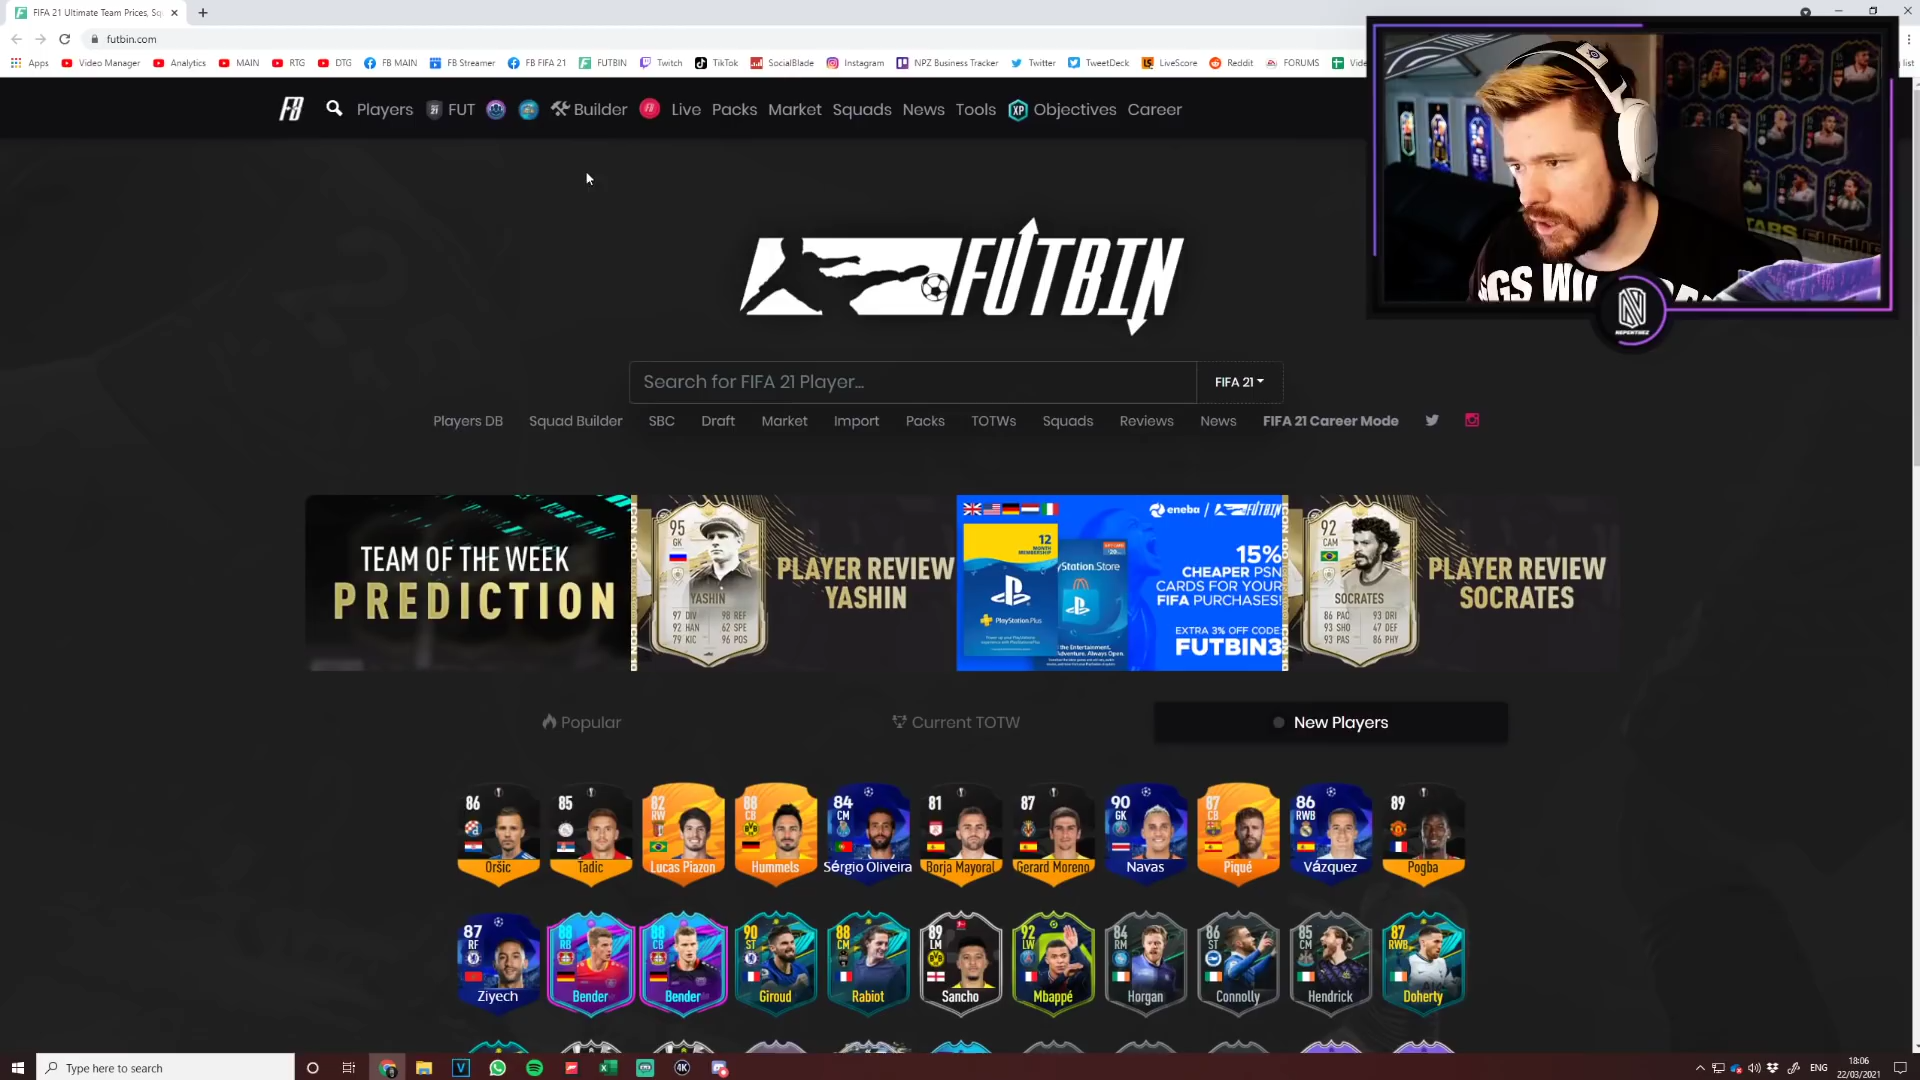 FIFA 21 Ultimate Team Prices, Sq
futbin.com
Apps Video Manager Analytics MAIN RTG DTG FB MAIN FB Streamer FB FIFA 21 FUTBIN Twitch TikTok SocialBlade Instagram NPZ Business Tracker Twitter TweetDeck LiveScore Reddit FORUMS
Players FUT Builder Live Packs Market Squads News Tools XP Objectives Career
NEPENTHEZ
FUTBIN
Search for FIFA 21 Player... FIFA 21
Players DB Squad Builder SBC Draft Market Import Packs TOTWs Squads Reviews News FIFA 21 Career Mode
TEAM OF THE WEEK
PREDICTION
95
GK
YASHIN
97 DIV 98 REF
92 HAN 62 SPE
79 KIC 96 POS
PLAYER REVIEW
YASHIN
eneba / FUTBIN
12
MONTH
MEMBERSHIP
PlayStation Plus
15%
CHEAPER PSN
CARDS FOR YOUR
FIFA PURCHASES!
EXTRA 3% OFF CODE
FUTBIN3
92
CAM
SOCRATES
86 PAC 93 DRI
93 SHO 47 DEF
93 PAS 86 PHY
PLAYER REVIEW
SOCRATES
Popular Current TOTW New Players
86 Oršic
85 Tadic
82 RW Lucas Piazon
88 CB Hummels
84 CM Sérgio Oliveira
81 Borja Mayoral
87 Gerard Moreno
90 GK Navas
87 CB Piqué
86 RWB Vázquez
89 Pogba
87 RF Ziyech
88 RB Bender
88 CB Bender
90 ST Giroud
88 CM Rabiot
89 LM Sancho
92 LW Mbappé
84 RM Horgan
86 ST Connolly
85 CM Hendrick
87 RWB Doherty
Type here to search
ENG
18:06
22/03/2021